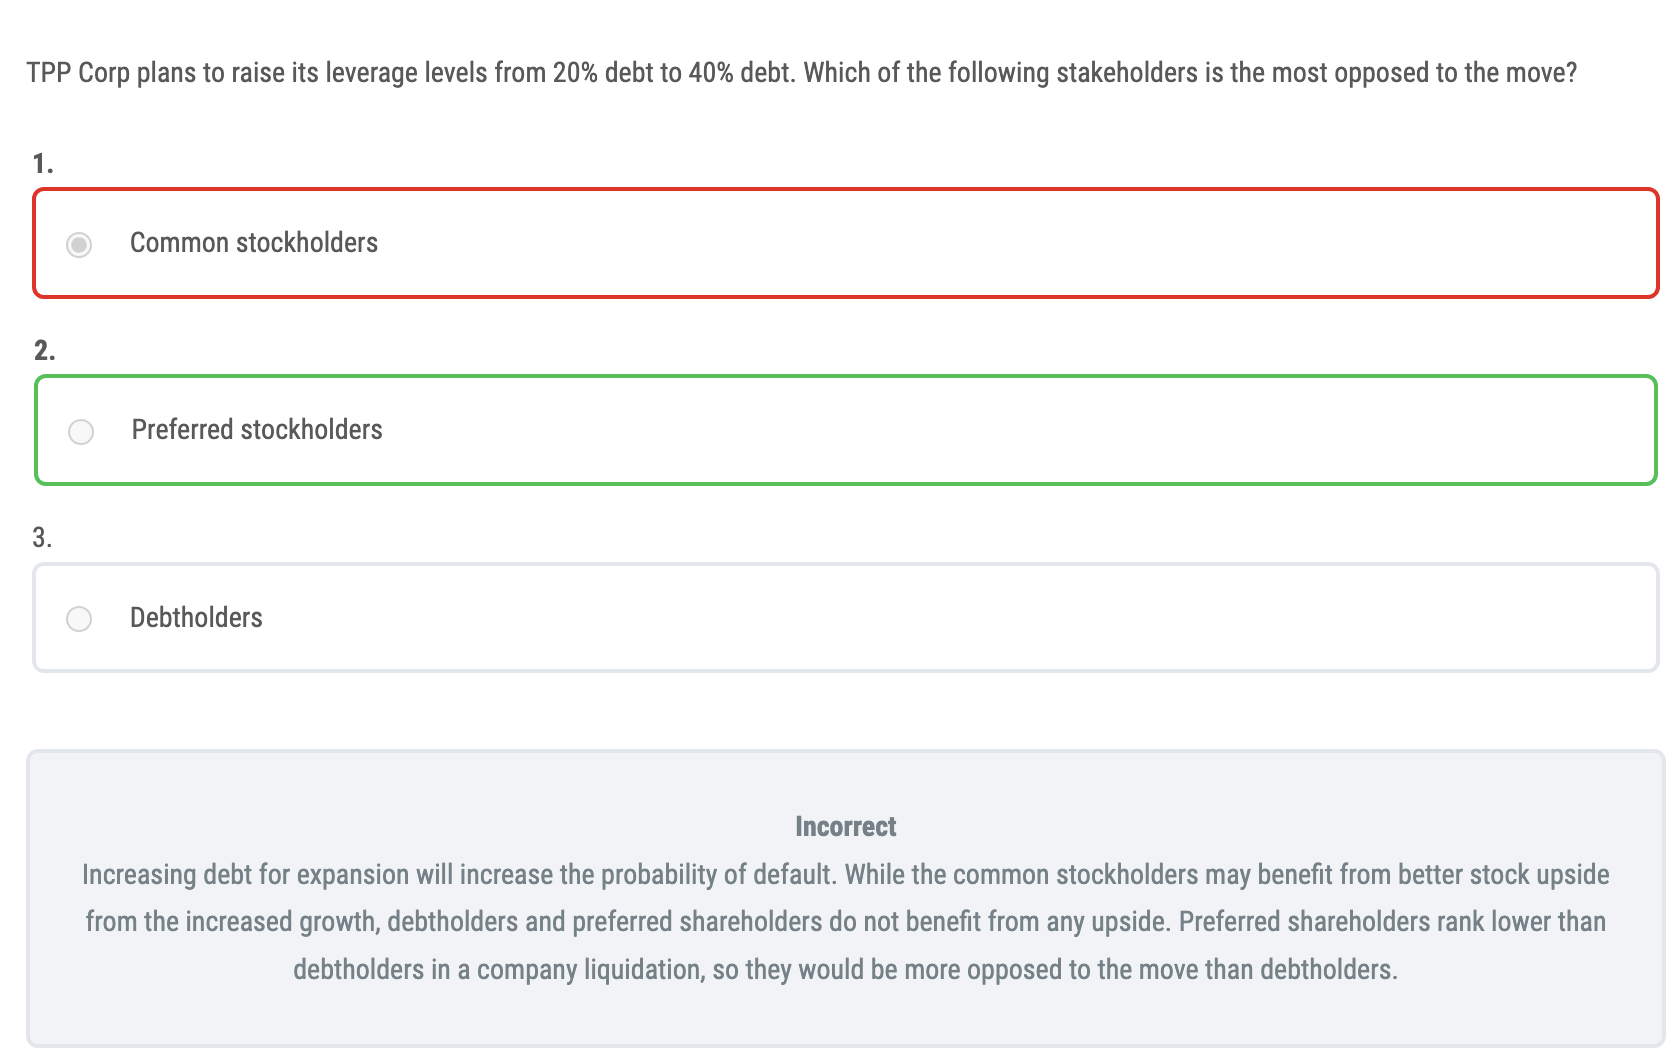 TPP Corp plans to raise its leverage levels from 20% debt to 40% debt. Which of the following stakeholders is the most opposed to the move?
1.
Common stockholders
2.
Preferred stockholders
3.
Debtholders
Incorrect
Increasing debt for expansion will increase the probability of default. While the common stockholders may benefit from better stock upside
from the increased growth, debtholders and preferred shareholders do not benefit from any upside. Preferred shareholders rank lower than
debtholders in a company liquidation, so they would be more opposed to the move than debtholders.